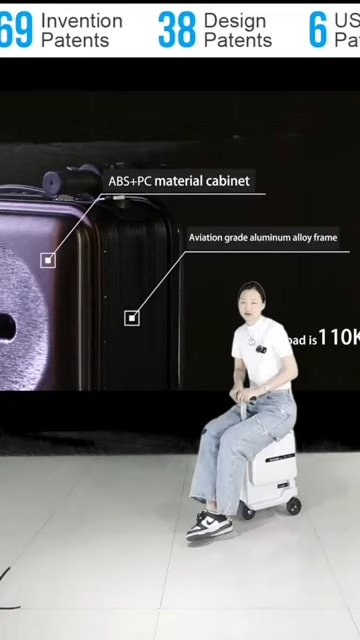 69 Invention Patents
38 Design Patents
6 US
ABS+PC material cabinet
Aviation grade aluminum alloy frame
oad is 110K